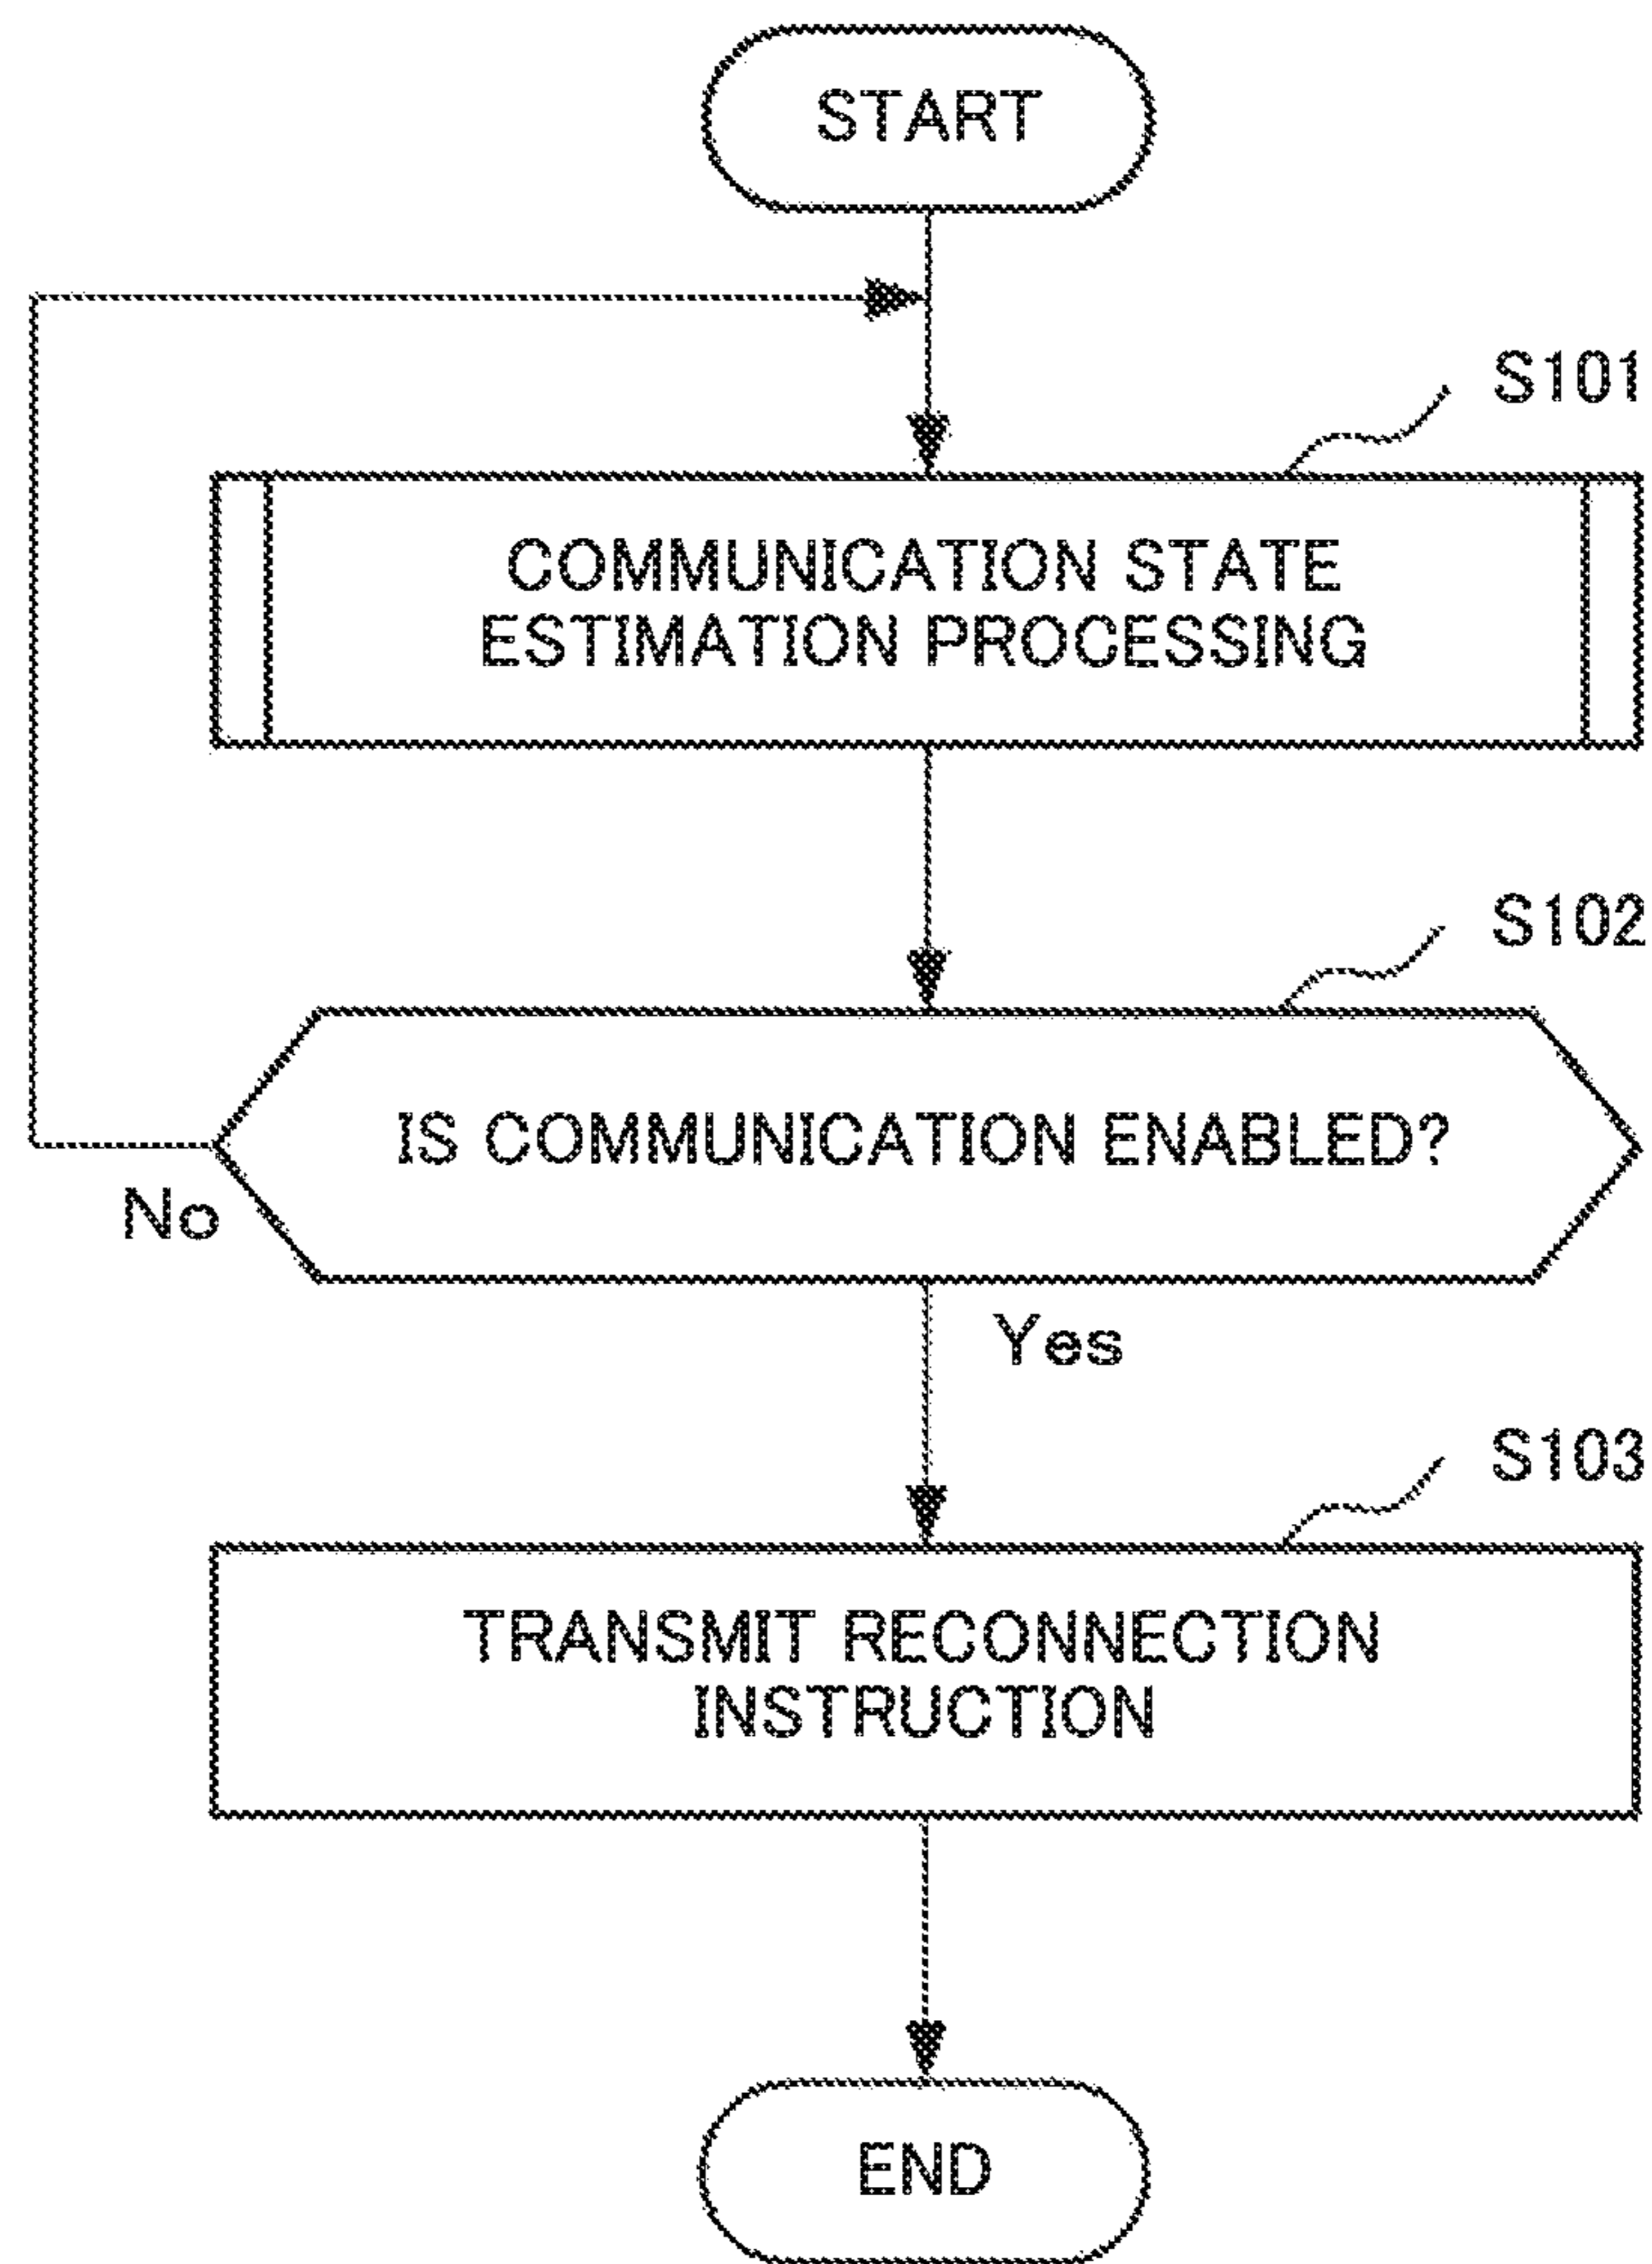 START
S101
COMMUNICATION STATE
ESTIMATION PROCESSING
S102
IS COMMUNICATION ENABLED?
No
Yes
S103
TRANSMIT RECONNECTION
INSTRUCTION
END